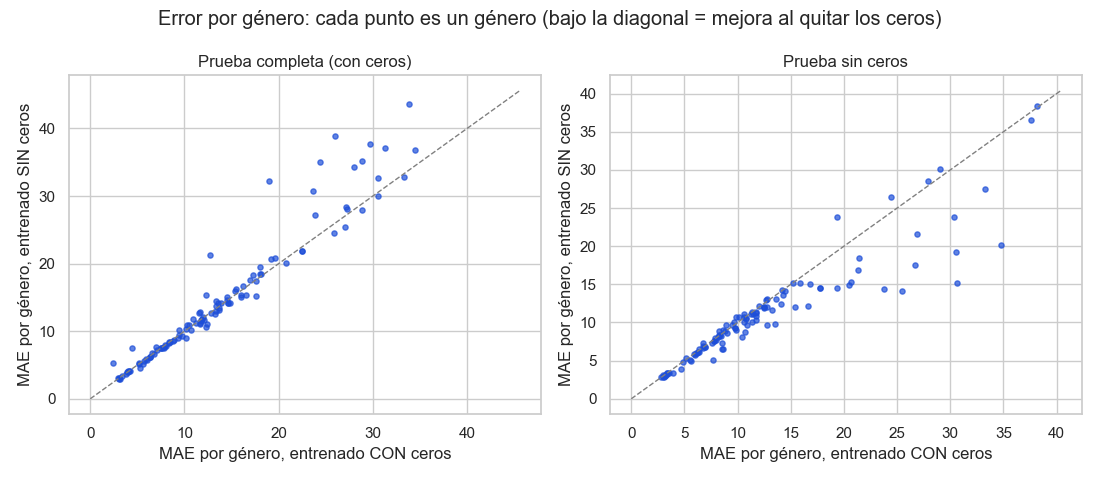 Error por género: cada punto es un género (bajo la diagonal = mejora al quitar los ceros)
Prueba completa (con ceros)
MAE por género, entrenado SIN ceros
40
30
20
10
0
0 10 20 30 40
MAE por género, entrenado CON ceros
Prueba sin ceros
MAE por género, entrenado SIN ceros
40
35
30
25
20
15
10
5
0
0 5 10 15 20 25 30 35 40
MAE por género, entrenado CON ceros